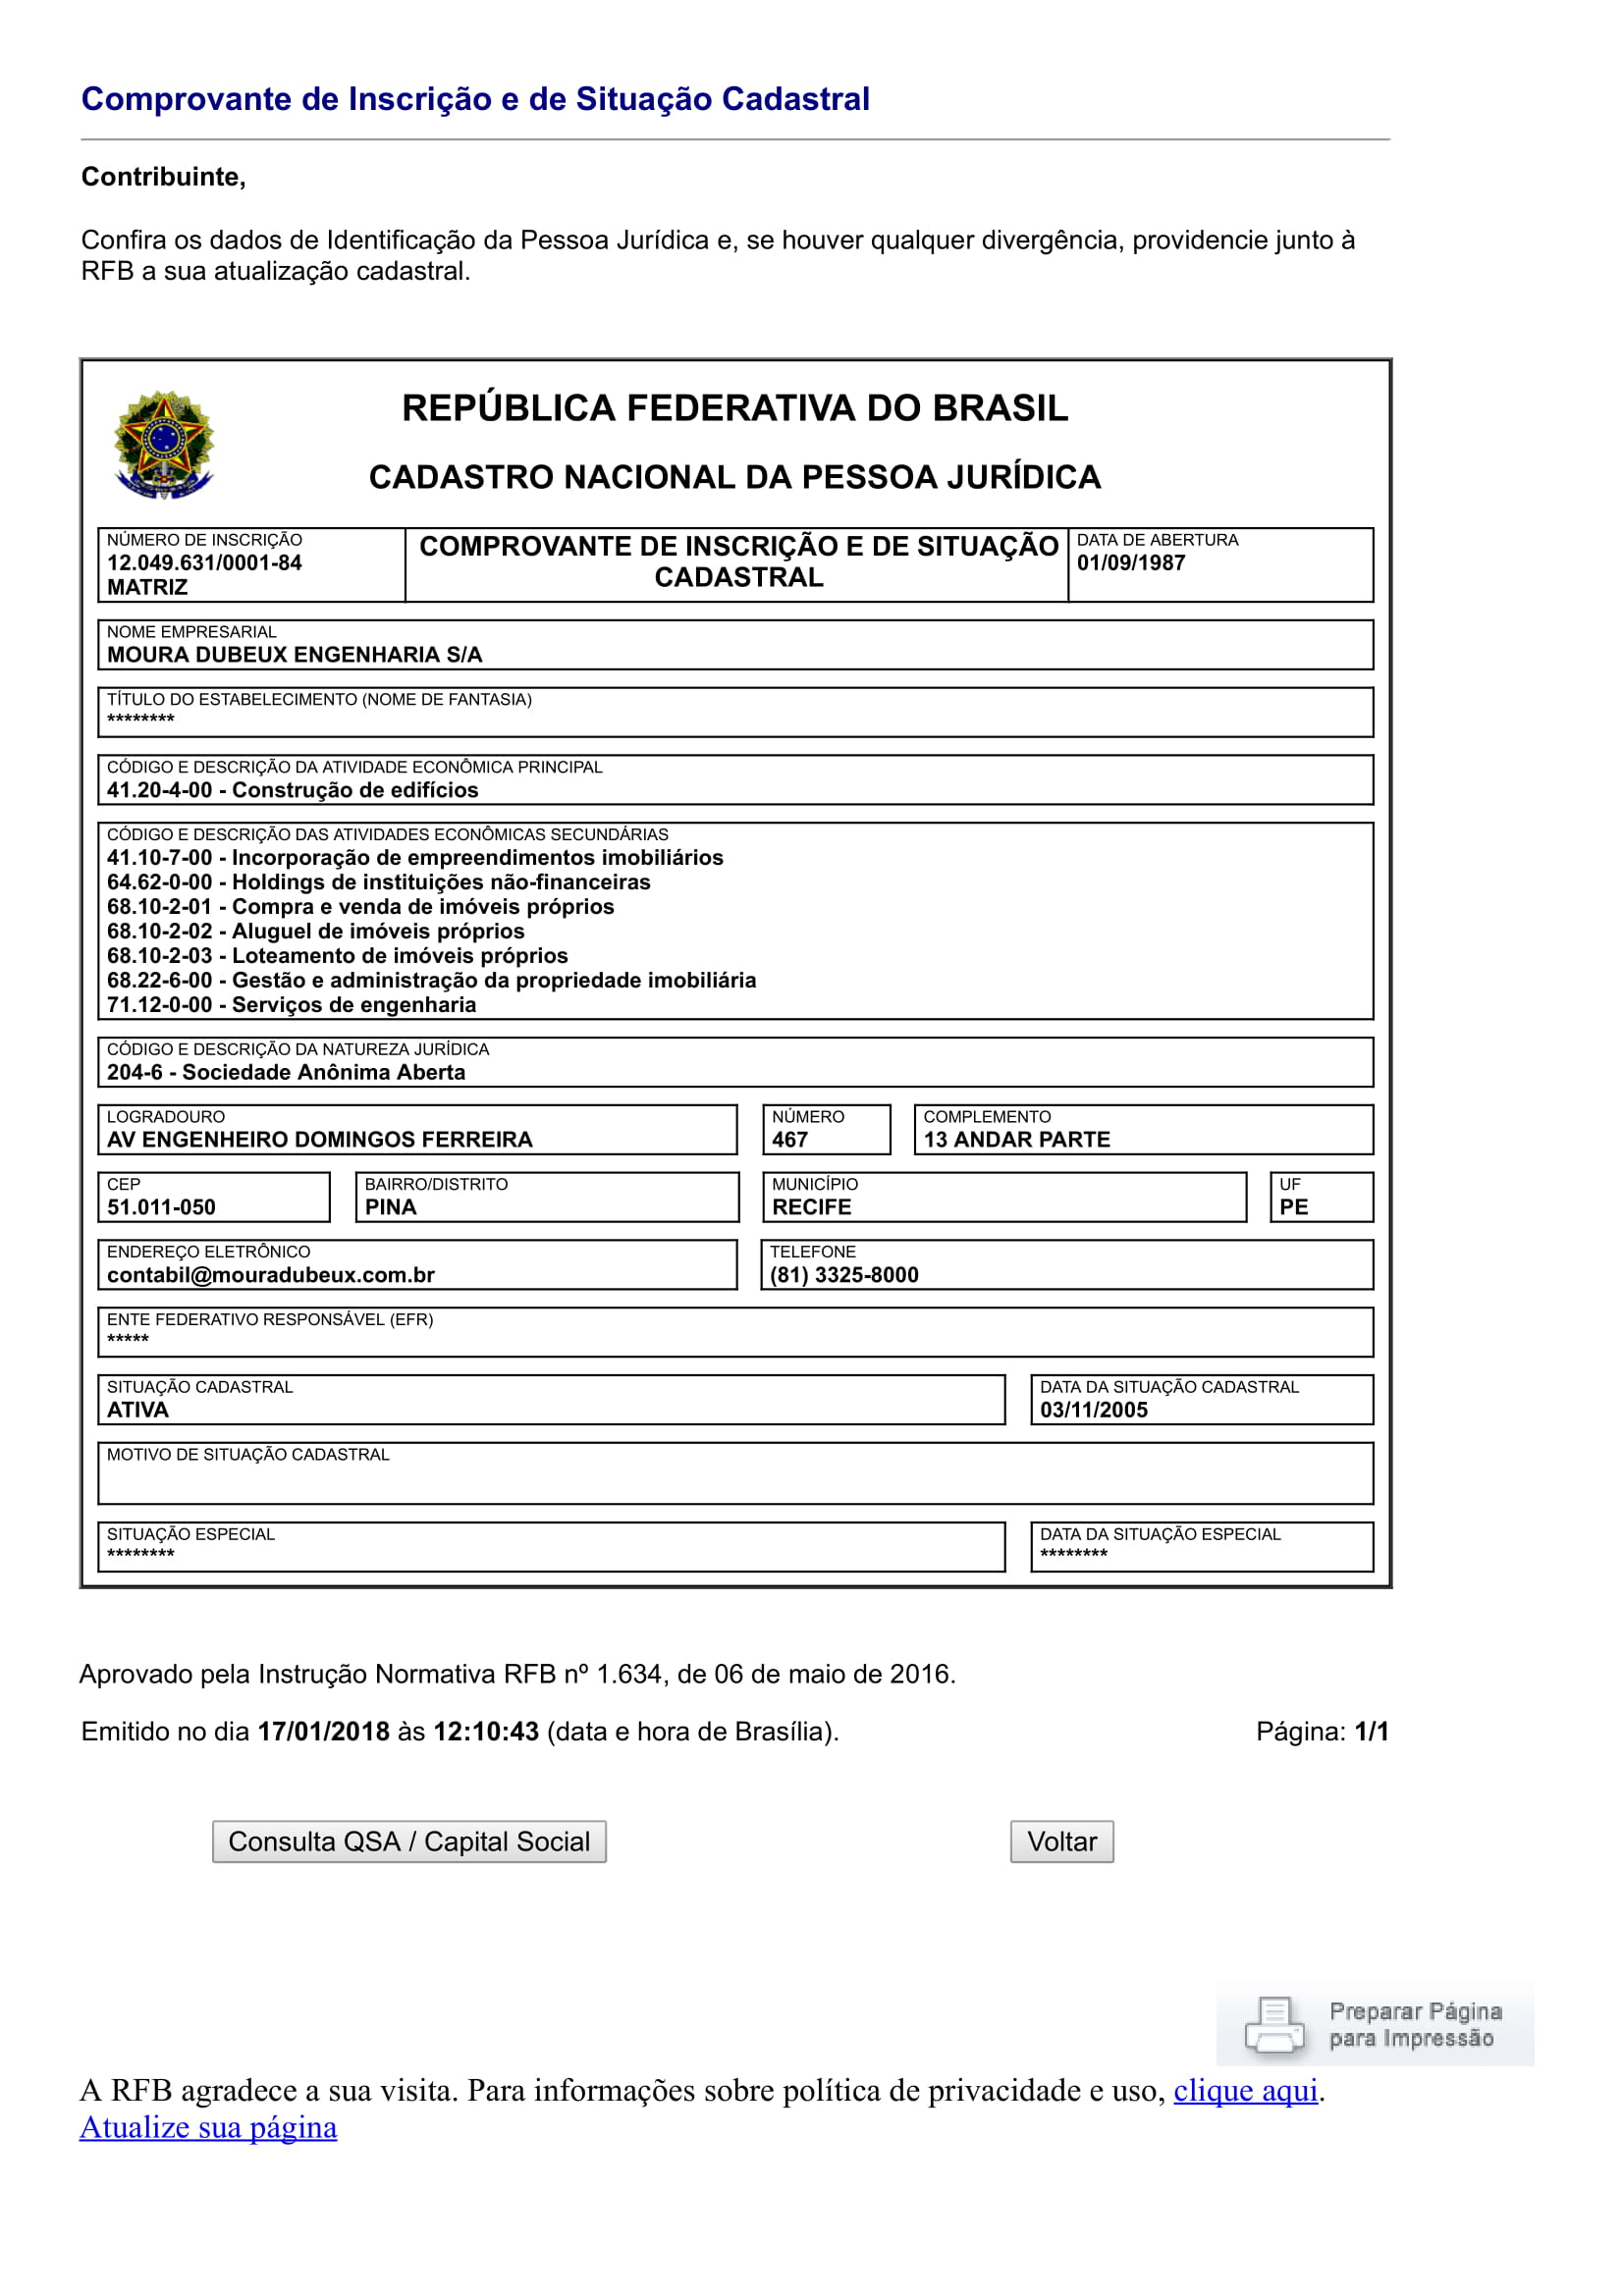 Comprovante de Inscrição e de Situação Cadastral
Contribuinte,
Confira os dados de Identificação da Pessoa Jurídica e, se houver qualquer divergência, providencie junto à
RFB a sua atualização cadastral.
REPÚBLICA FEDERATIVA DO BRASIL
CADASTRO NACIONAL DA PESSOA JURÍDICA
NÚMERO DE INSCRIÇÃO
12.049.631/0001-84
MATRIZ
COMPROVANTE DE INSCRIÇÃO E DE SITUAÇÃO
CADASTRAL
DATA DE ABERTURA
01/09/1987
NOME EMPRESARIAL
MOURA DUBEUX ENGENHARIA S/A
TÍTULO DO ESTABELECIMENTO (NOME DE FANTASIA)
********
CÓDIGO E DESCRIÇÃO DA ATIVIDADE ECONÔMICA PRINCIPAL
41.20-4-00 - Construção de edifícios
CÓDIGO E DESCRIÇÃO DAS ATIVIDADES ECONÔMICAS SECUNDÁRIAS
41.10-7-00 - Incorporação de empreendimentos imobiliários
64.62-0-00 - Holdings de instituições não-financeiras
68.10-2-01 - Compra e venda de imóveis próprios
68.10-2-02 - Aluguel de imóveis próprios
68.10-2-03 - Loteamento de imóveis próprios
68.22-6-00 - Gestão e administração da propriedade imobiliária
71.12-0-00 - Serviços de engenharia
CÓDIGO E DESCRIÇÃO DA NATUREZA JURÍDICA
204-6 - Sociedade Anônima Aberta
LOGRADOURO
AV ENGENHEIRO DOMINGOS FERREIRA
NÚMERO
467
COMPLEMENTO
13 ANDAR PARTE
CEP
51.011-050
BAIRRO/DISTRITO
PINA
MUNICÍPIO
RECIFE
UF
PE
ENDEREÇO ELETRÔNICO
contabil@mouradubeux.com.br
TELEFONE
(81) 3325-8000
ENTE FEDERATIVO RESPONSÁVEL (EFR)
*****
SITUAÇÃO CADASTRAL
ATIVA
DATA DA SITUAÇÃO CADASTRAL
03/11/2005
MOTIVO DE SITUAÇÃO CADASTRAL
SITUAÇÃO ESPECIAL
********
DATA DA SITUAÇÃO ESPECIAL
********
Aprovado pela Instrução Normativa RFB nº 1.634, de 06 de maio de 2016.
Emitido no dia 17/01/2018 às 12:10:43 (data e hora de Brasília). Página: 1/1
Consulta QSA / Capital Social Voltar
Preparar Página
para Impressão
A RFB agradece a sua visita. Para informações sobre política de privacidade e uso, clique aqui.
Atualize sua página